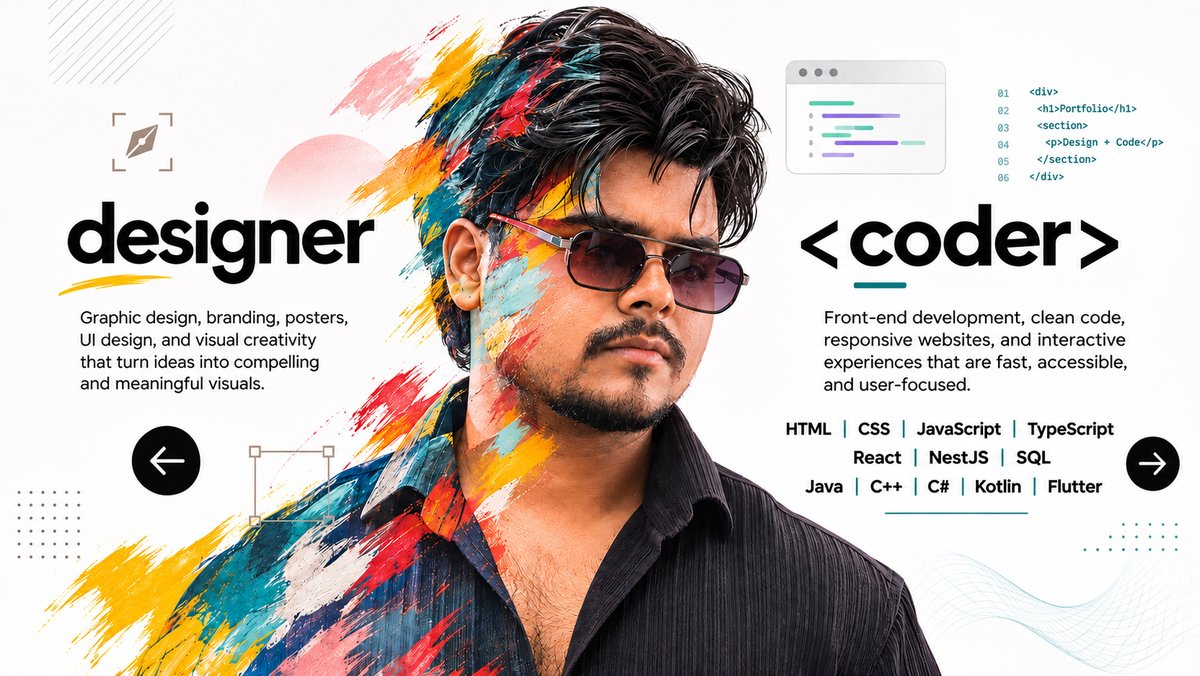 designer
Graphic design, branding, posters,
UI design, and visual creativity
that turn ideas into compelling
and meaningful visuals.
01 <div>
02 <h1>Portfolio</h1>
03 <section>
04 <p>Design + Code</p>
05 </section>
06 </div>
<coder>
Front-end development, clean code,
responsive websites, and interactive
experiences that are fast, accessible,
and user-focused.
HTML | CSS | JavaScript | TypeScript
React | NestJS | SQL
Java | C++ | C# | Kotlin | Flutter